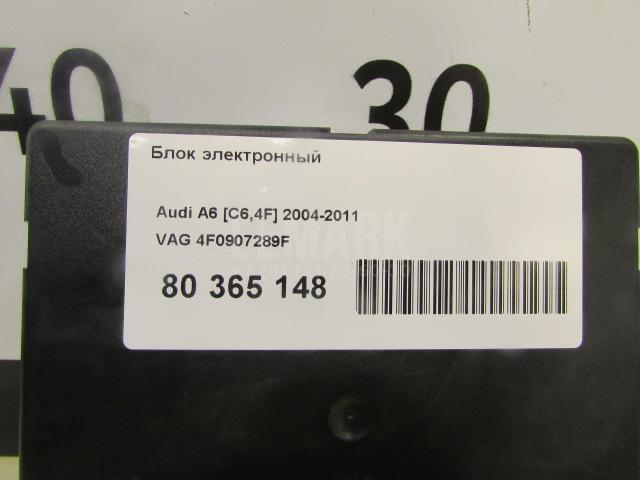 40 30
Блок электронный
Audi A6 [C6,4F] 2004-2011
VAG 4F0907289F
80 365 148